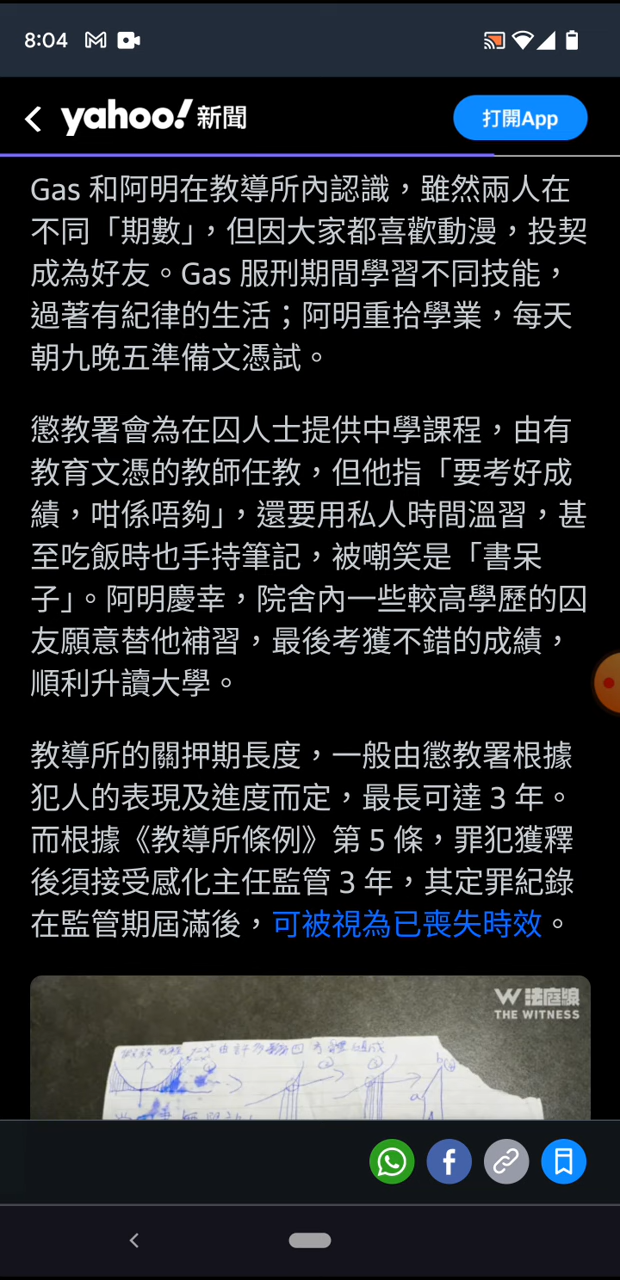 8:04
yahoo!新聞
打開App
Gas 和阿明在教導所內認識，雖然兩人在
不同「期數」，但因大家都喜歡動漫，投契
成為好友。Gas 服刑期間學習不同技能，
過著有紀律的生活；阿明重拾學業，每天
朝九晚五準備文憑試。
懲教署會為在囚人士提供中學課程，由有
教育文憑的教師任教，但他指「要考好成
績，咁係唔夠」，還要用私人時間溫習，甚
至吃飯時也手持筆記，被嘲笑是「書呆
子」。阿明慶幸，院舍內一些較高學歷的囚
友願意替他補習，最後考獲不錯的成績，
順利升讀大學。
教導所的關押期長度，一般由懲教署根據
犯人的表現及進度而定，最長可達 3 年。
而根據《教導所條例》第 5 條，罪犯獲釋
後須接受感化主任監管 3 年，其定罪紀錄
在監管期屆滿後，可被視為已喪失時效。
法庭線
THE WITNESS